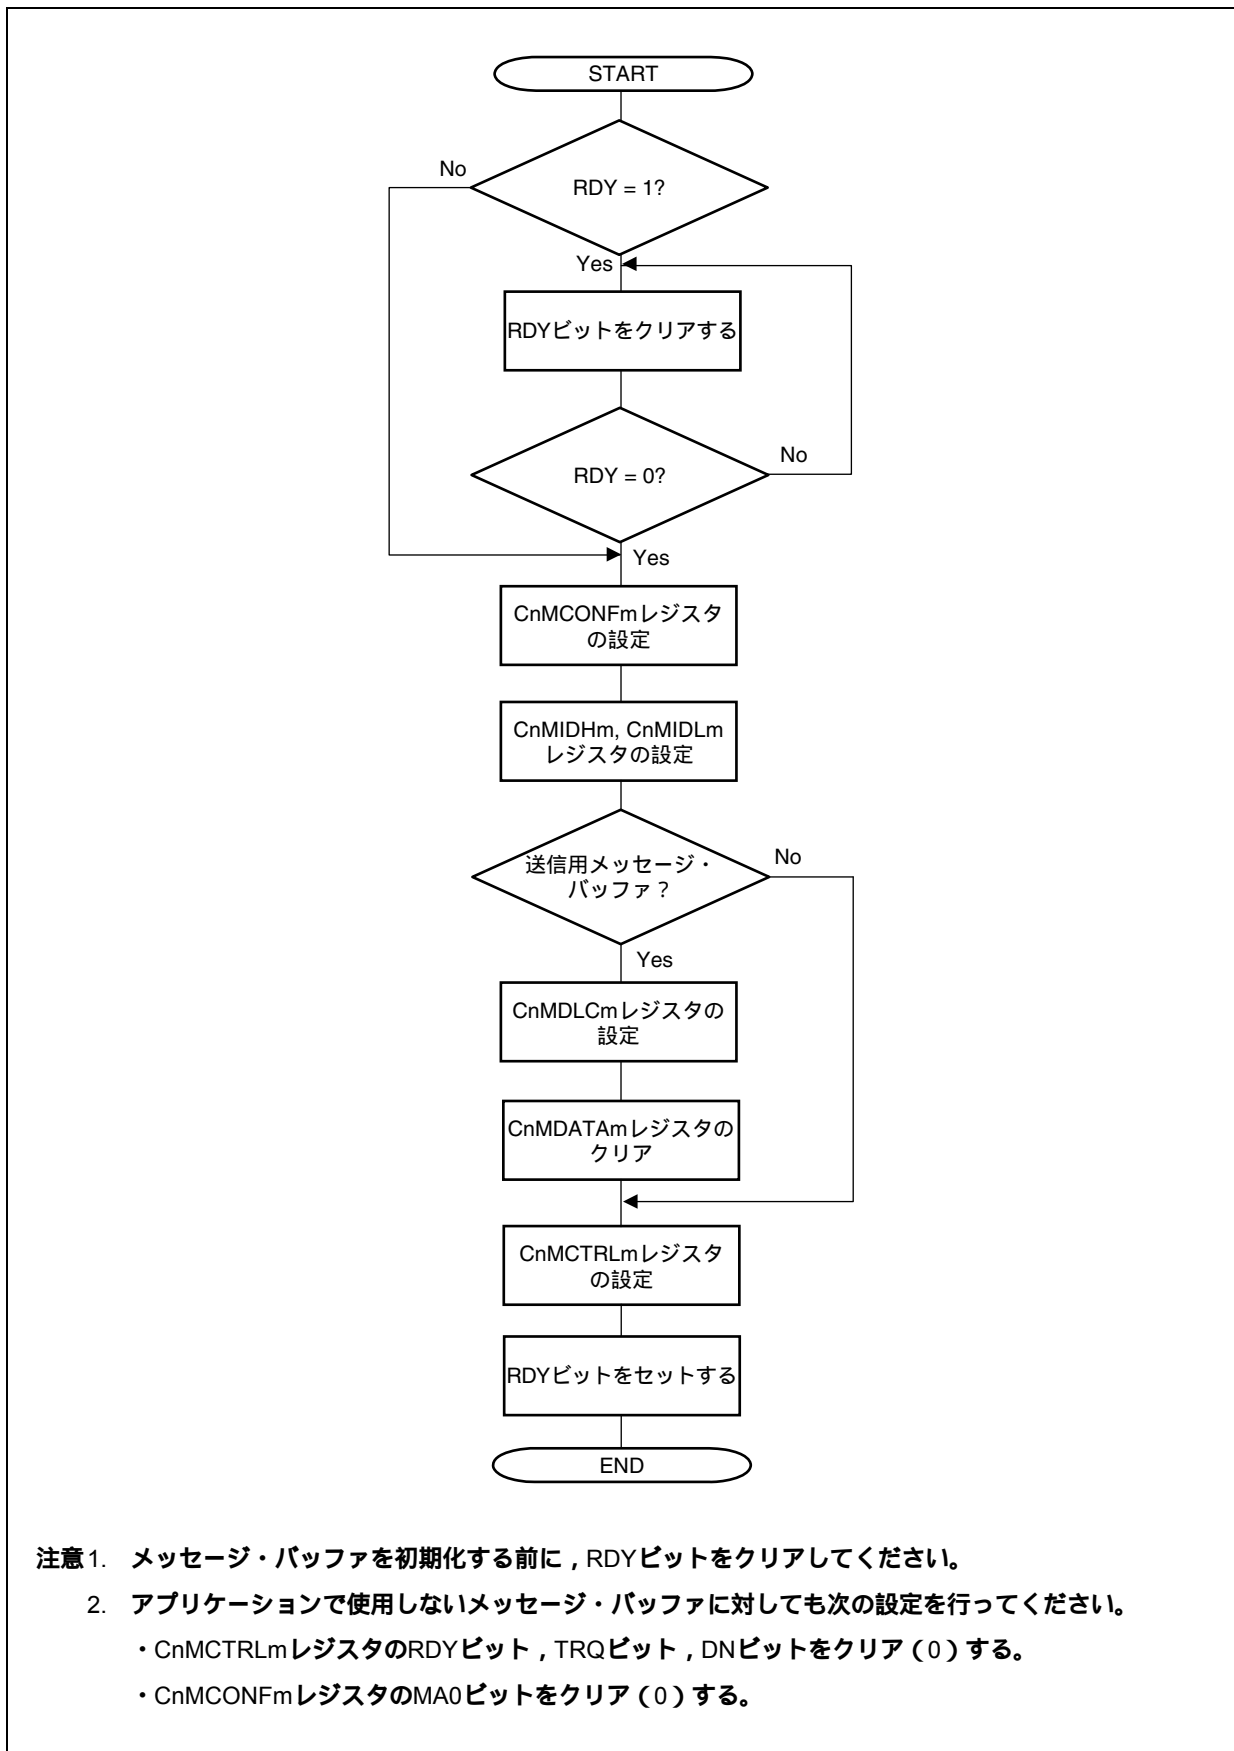 START
RDY = 1?
No
Yes
RDYビットをクリアする
RDY = 0?
No
Yes
CnMCONFmレジスタ
の設定
CnMIDHm, CnMIDLm
レジスタの設定
送信用メッセージ・
バッファ？
No
Yes
CnMDLCmレジスタの
設定
CnMDATAmレジスタの
クリア
CnMCTRLmレジスタ
の設定
RDYビットをセットする
END
注意1. メッセージ・バッファを初期化する前に，RDYビットをクリアしてください。
2. アプリケーションで使用しないメッセージ・バッファに対しても次の設定を行ってください。
・CnMCTRLmレジスタのRDYビット，TRQビット，DNビットをクリア（0）する。
・CnMCONFmレジスタのMA0ビットをクリア（0）する。